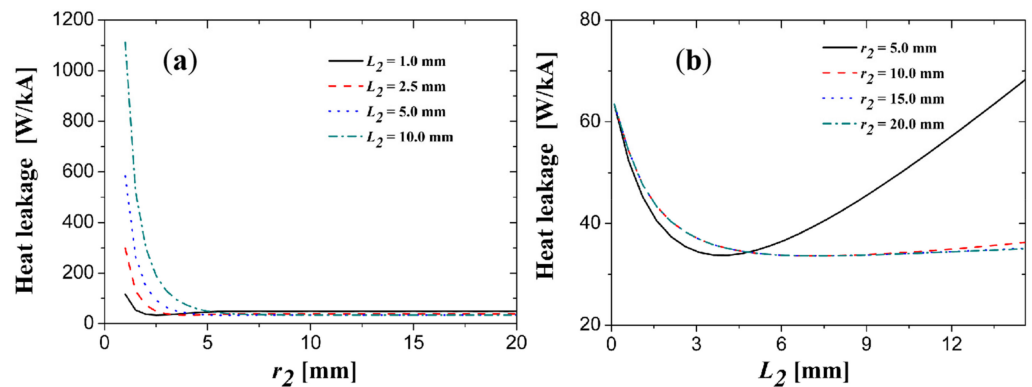 1200
1000
800
600
400
200
0
Heat leakage [W/kA]
(a)
L2 = 1.0 mm
L2 = 2.5 mm
L2 = 5.0 mm
L2 = 10.0 mm
0 5 10 15 20
r2 [mm]
80
60
40
20
Heat leakage [W/kA]
(b)
r2 = 5.0 mm
r2 = 10.0 mm
r2 = 15.0 mm
r2 = 20.0 mm
0 3 6 9 12
L2 [mm]